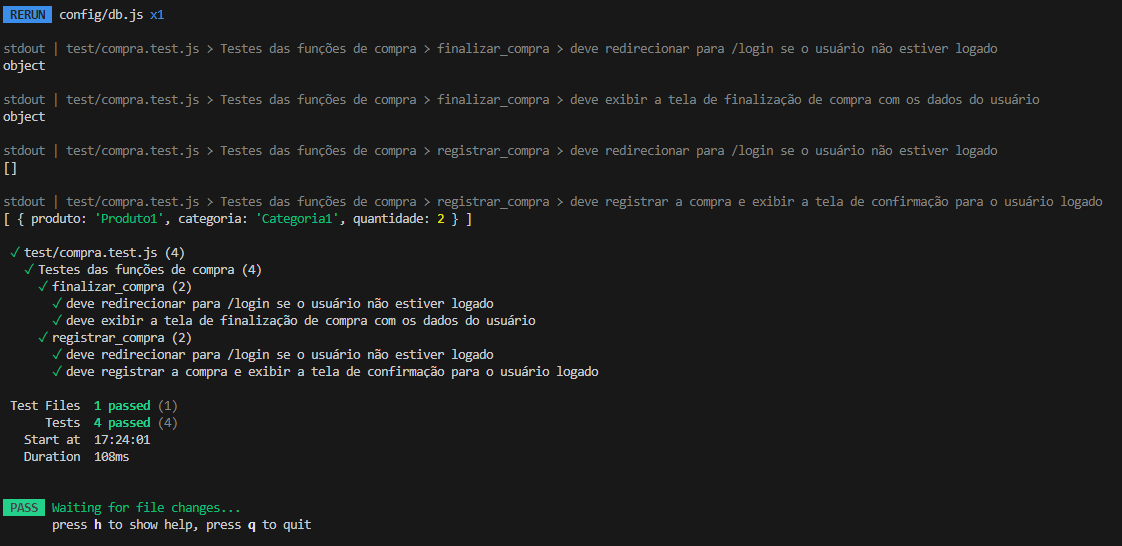 RERUN config/db.js x1
stdout | test/compra.test.js > Testes das funções de compra > finalizar_compra > deve redirecionar para /login se o usuário não estiver logado
object
stdout | test/compra.test.js > Testes das funções de compra > finalizar_compra > deve exibir a tela de finalização de compra com os dados do usuário
object
stdout | test/compra.test.js > Testes das funções de compra > registrar_compra > deve redirecionar para /login se o usuário não estiver logado
[]
stdout | test/compra.test.js > Testes das funções de compra > registrar_compra > deve registrar a compra e exibir a tela de confirmação para o usuário logado
[ { produto: 'Produto1', categoria: 'Categoria1', quantidade: 2 } ]
✓ test/compra.test.js (4)
✓ Testes das funções de compra (4)
✓ finalizar_compra (2)
✓ deve redirecionar para /login se o usuário não estiver logado
✓ deve exibir a tela de finalização de compra com os dados do usuário
✓ registrar_compra (2)
✓ deve redirecionar para /login se o usuário não estiver logado
✓ deve registrar a compra e exibir a tela de confirmação para o usuário logado
Test Files 1 passed (1)
Tests 4 passed (4)
Start at 17:24:01
Duration 108ms
PASS Waiting for file changes...
press h to show help, press q to quit